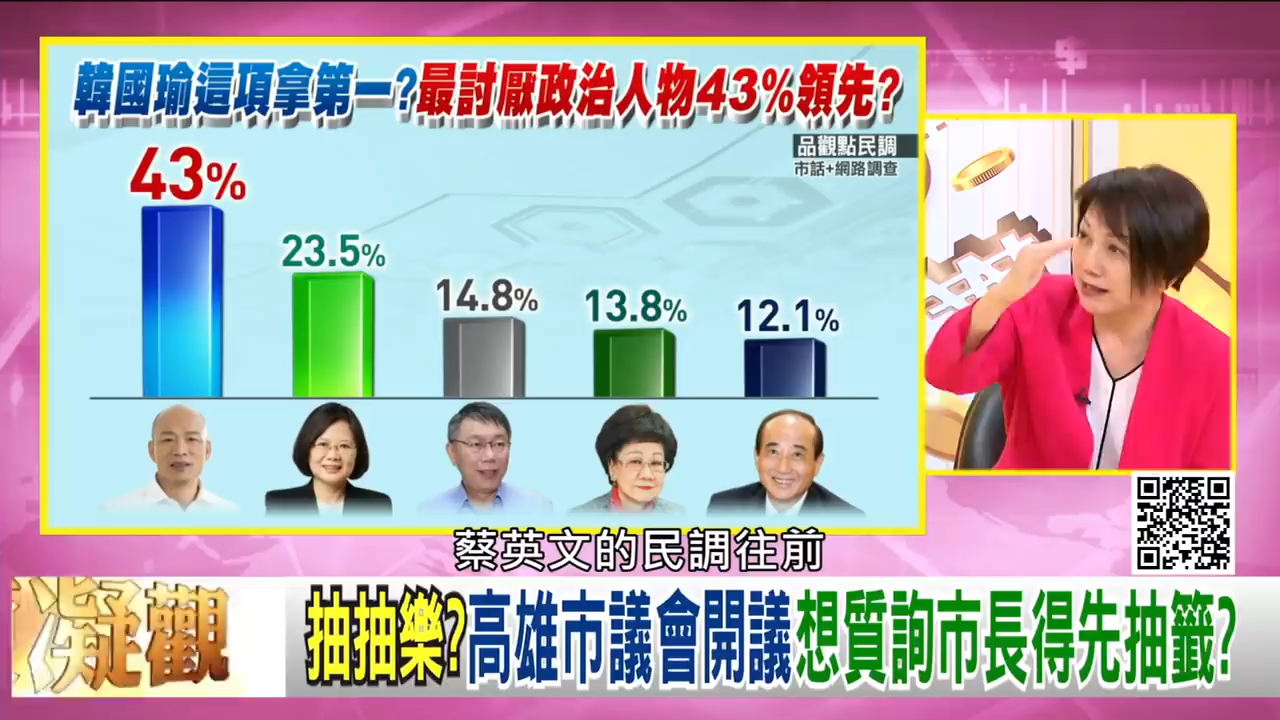 韓國瑜這項拿第一?最討厭政治人物43%領先?
品觀點民調
市話+網路調查
43%
23.5%
14.8%
13.8%
12.1%
蔡英文的民調往前
凝觀
抽抽樂?高雄市議會開議想質詢市長得先抽籤?